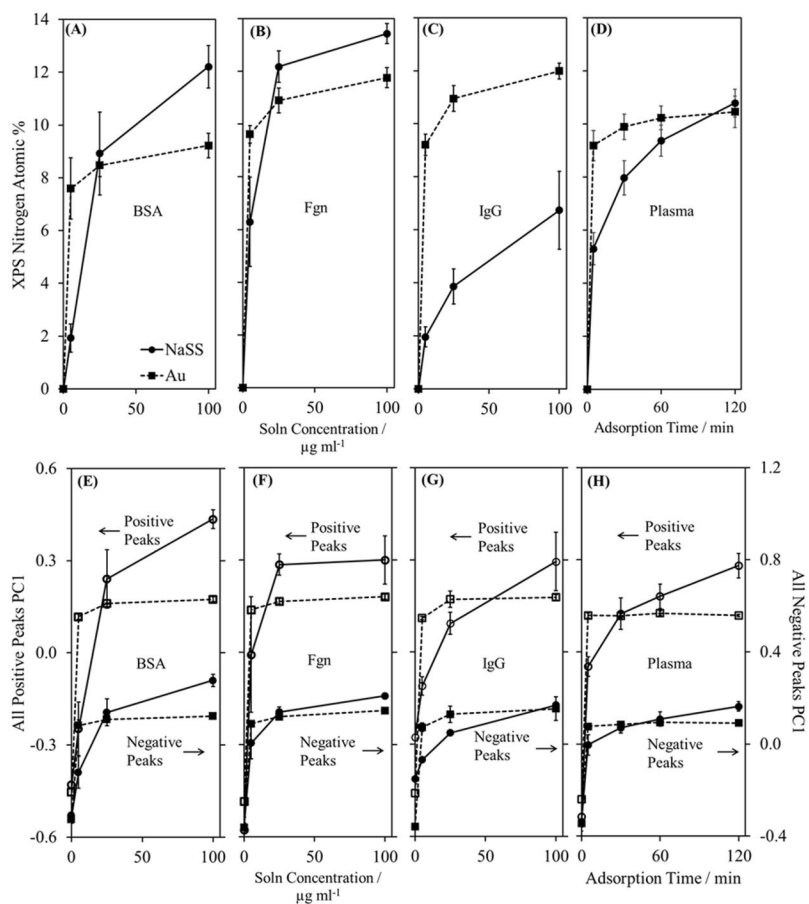 14
12
10
8
6
4
2
0
XPS Nitrogen Atomic %
(A)
BSA
NaSS
Au
0 50 100
(B)
Fgn
0 50 100
Soln Concentration /
µg ml-1
(C)
IgG
0 50 100
(D)
Plasma
0 60 120
Adsorption Time / min
0.6
0.3
0.0
-0.3
-0.6
All Positive Peaks PC1
(E)
← Positive
Peaks
BSA
Negative →
Peaks
0 50 100
(F)
← Positive
Peaks
Fgn
Negative →
Peaks
0 50 100
Soln Concentration /
µg ml-1
(G)
← Positive
Peaks
IgG
Negative →
Peaks
0 50 100
(H)
← Positive
Peaks
Plasma
Negative →
Peaks
0 60 120
Adsorption Time / min
1.2
0.8
0.4
0.0
-0.4
All Negative Peaks PC1